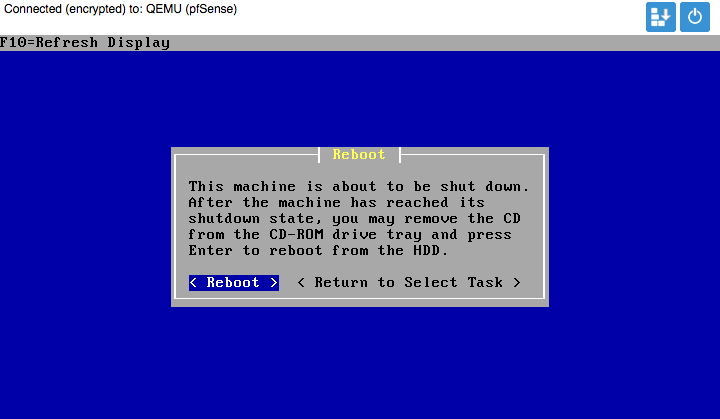 Connected (encrypted) to: QEMU (pfSense)
F10=Refresh Display
Reboot
This machine is about to be shut down.
After the machine has reached its
shutdown state, you may remove the CD
from the CD-ROM drive tray and press
Enter to reboot from the HDD.
< Reboot > < Return to Select Task >